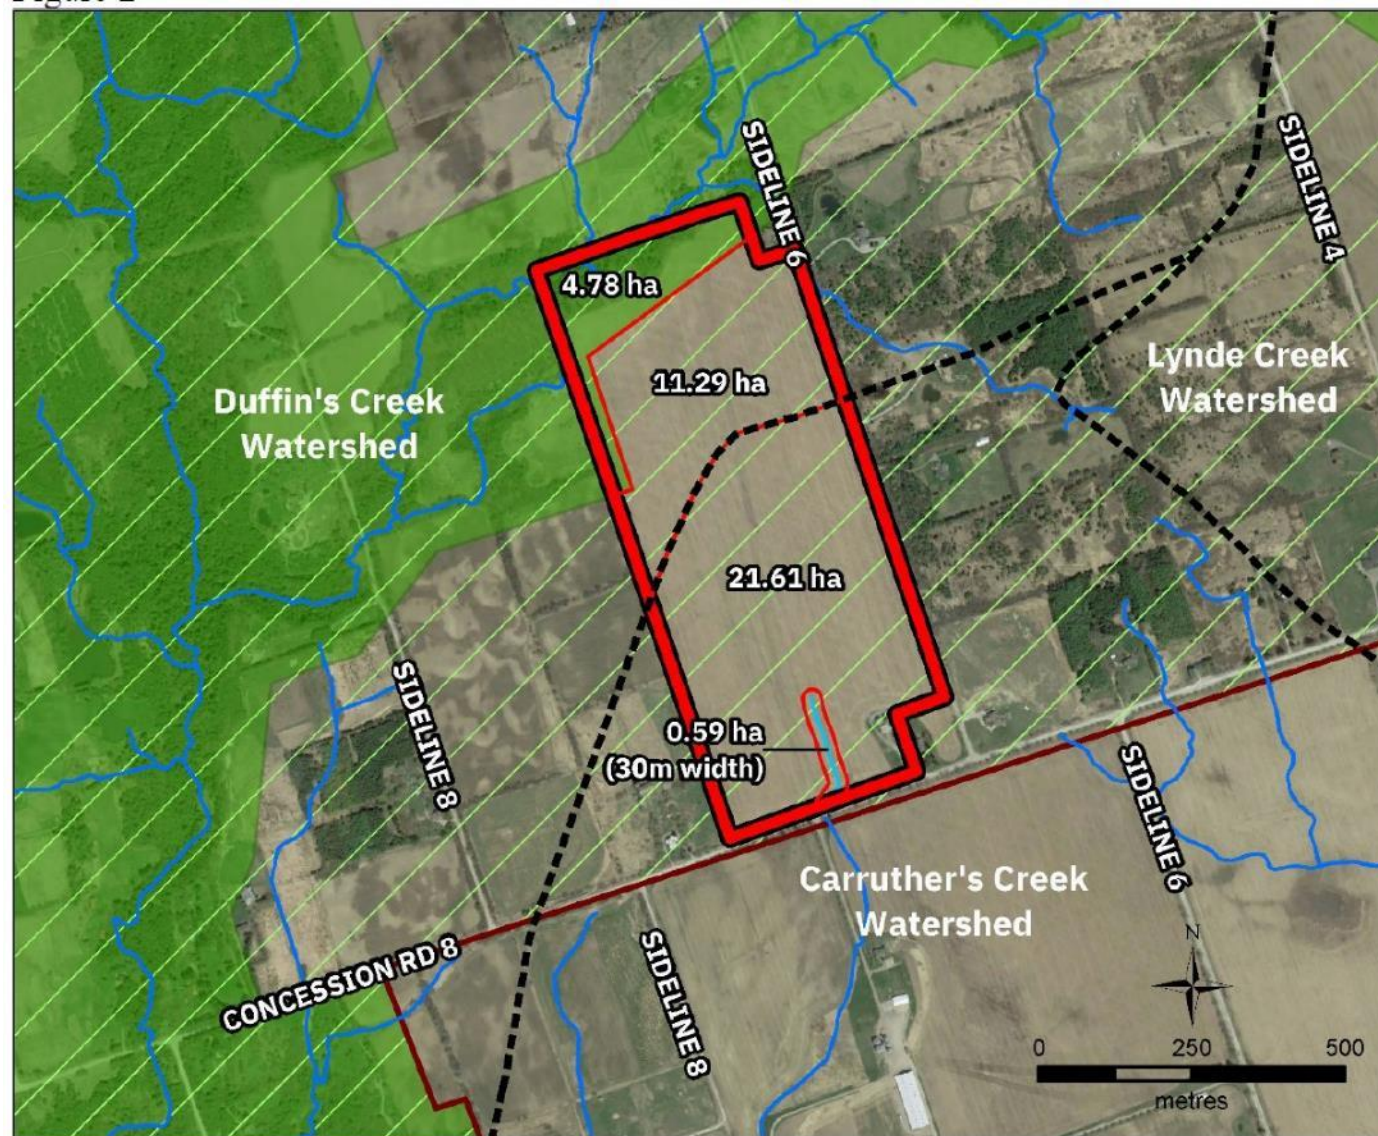 SIDELINE 6
SIDELINE 4
4.78 ha
11.29 ha
Lynde Creek
Watershed
Duffin's Creek
Watershed
21.61 ha
SIDELINE 8
0.59 ha
(30m width)
SIDELINE 6
Carruther's Creek
Watershed
CONCESSION RD 8
SIDELINE 8
N
0 250 500
metres